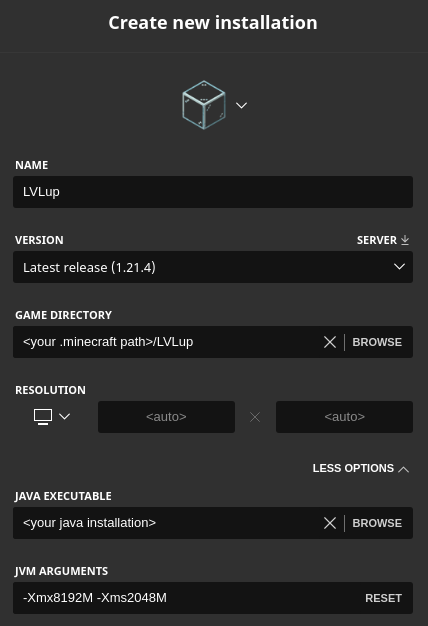 Create new installation
NAME
LVLup
VERSION
SERVER
Latest release (1.21.4)
GAME DIRECTORY
<your .minecraft path>/LVLup
BROWSE
RESOLUTION
<auto>
<auto>
LESS OPTIONS
JAVA EXECUTABLE
<your java installation>
BROWSE
JVM ARGUMENTS
-Xmx8192M -Xms2048M
RESET